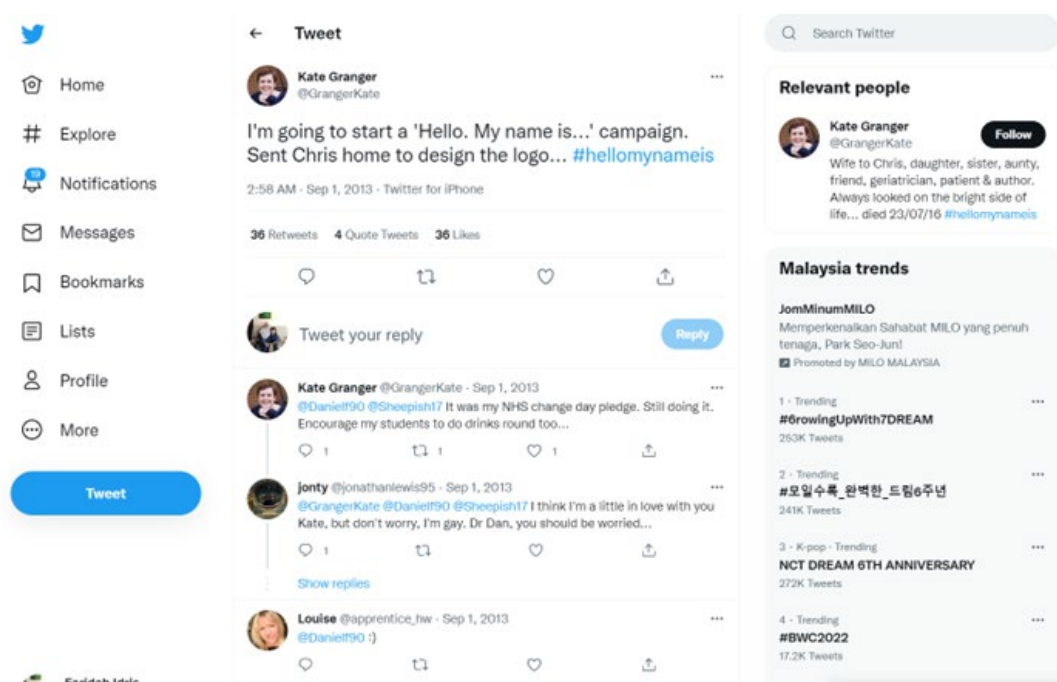 Home
Explore
19
Notifications
Messages
Bookmarks
Lists
Profile
More
Tweet
Tweet
Kate Granger
@GrangerKate
I'm going to start a 'Hello. My name is...' campaign.
Sent Chris home to design the logo... #hellomynameis
2:58 AM · Sep 1, 2013 · Twitter for iPhone
36 Retweets 4 Quote Tweets 36 Likes
Tweet your reply
Reply
Kate Granger @GrangerKate · Sep 1, 2013
@Danielf90 @Sheepish17 It was my NHS change day pledge. Still doing it.
Encourage my students to do drinks round too...
1 1 1
jonty @jonathanlewis95 · Sep 1, 2013
@GrangerKate @Danielf90 @Sheepish17 I think I'm a little in love with you
Kate, but don't worry, I'm gay. Dr Dan, you should be worried...
1
Show replies
Louise @apprentice_hw · Sep 1, 2013
@Danielf90 :)
Search Twitter
Relevant people
Kate Granger
@GrangerKate
Follow
Wife to Chris, daughter, sister, aunty,
friend, geriatrician, patient & author.
Always looked on the bright side of
life... died 23/07/16 #hellomynameis
Malaysia trends
JomMinumMILO
Memperkenalkan Sahabat MILO yang penuh
tenaga, Park Seo-Jun!
Promoted by MILO MALAYSIA
1 · Trending
#6rowingUpWith7DREAM
253K Tweets
2 · Trending
#모일수록_완벽한_드림6주년
241K Tweets
3 · K-pop · Trending
NCT DREAM 6TH ANNIVERSARY
272K Tweets
4 · Trending
#BWC2022
17.2K Tweets